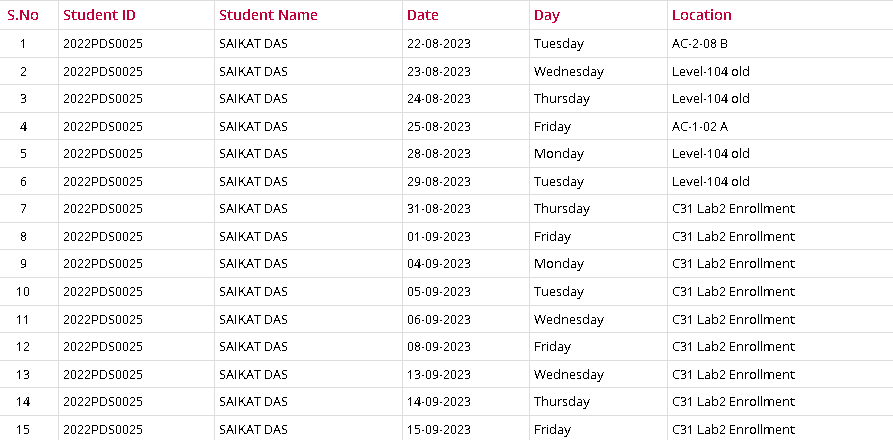 S.No Student ID Student Name Date Day Location
1 2022PDS0025 SAIKAT DAS 22-08-2023 Tuesday AC-2-08 B
2 2022PDS0025 SAIKAT DAS 23-08-2023 Wednesday Level-104 old
3 2022PDS0025 SAIKAT DAS 24-08-2023 Thursday Level-104 old
4 2022PDS0025 SAIKAT DAS 25-08-2023 Friday AC-1-02 A
5 2022PDS0025 SAIKAT DAS 28-08-2023 Monday Level-104 old
6 2022PDS0025 SAIKAT DAS 29-08-2023 Tuesday Level-104 old
7 2022PDS0025 SAIKAT DAS 31-08-2023 Thursday C31 Lab2 Enrollment
8 2022PDS0025 SAIKAT DAS 01-09-2023 Friday C31 Lab2 Enrollment
9 2022PDS0025 SAIKAT DAS 04-09-2023 Monday C31 Lab2 Enrollment
10 2022PDS0025 SAIKAT DAS 05-09-2023 Tuesday C31 Lab2 Enrollment
11 2022PDS0025 SAIKAT DAS 06-09-2023 Wednesday C31 Lab2 Enrollment
12 2022PDS0025 SAIKAT DAS 08-09-2023 Friday C31 Lab2 Enrollment
13 2022PDS0025 SAIKAT DAS 13-09-2023 Wednesday C31 Lab2 Enrollment
14 2022PDS0025 SAIKAT DAS 14-09-2023 Thursday C31 Lab2 Enrollment
15 2022PDS0025 SAIKAT DAS 15-09-2023 Friday C31 Lab2 Enrollment